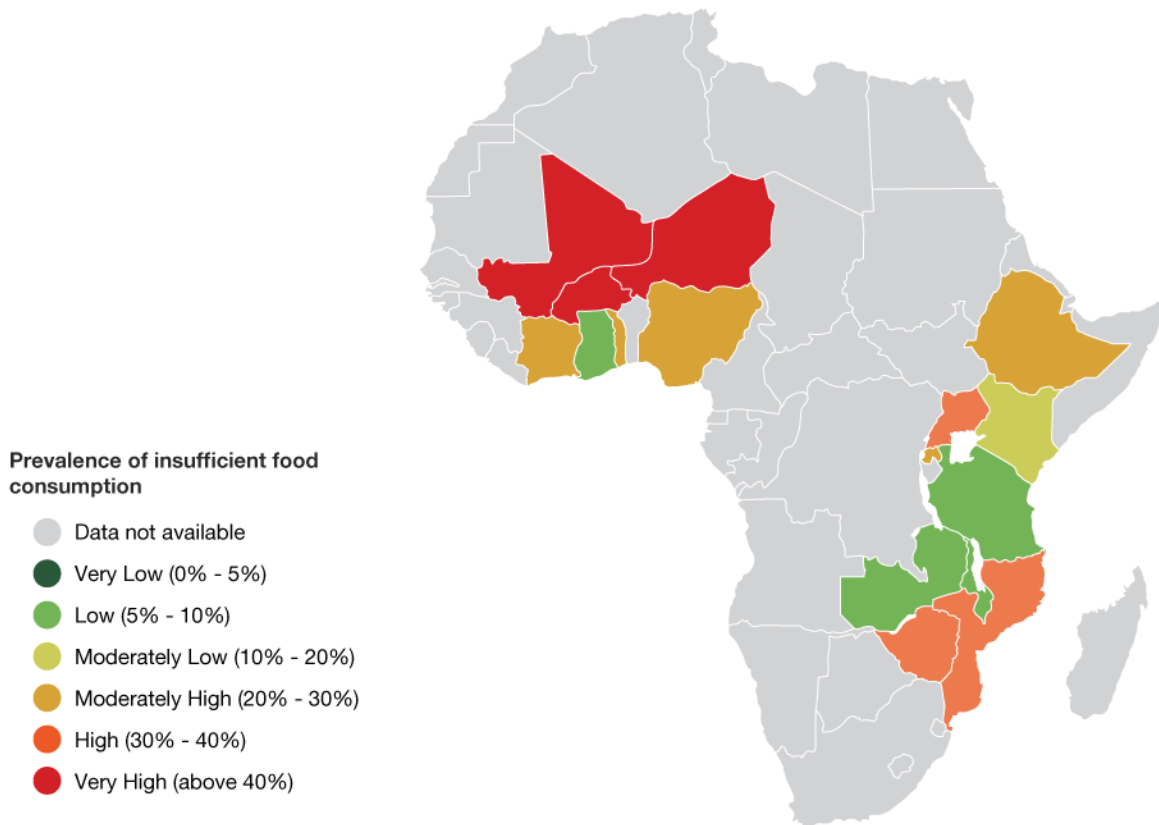 Prevalence of insufficient food
consumption
Data not available
Very Low (0% - 5%)
Low (5% - 10%)
Moderately Low (10% - 20%)
Moderately High (20% - 30%)
High (30% - 40%)
Very High (above 40%)